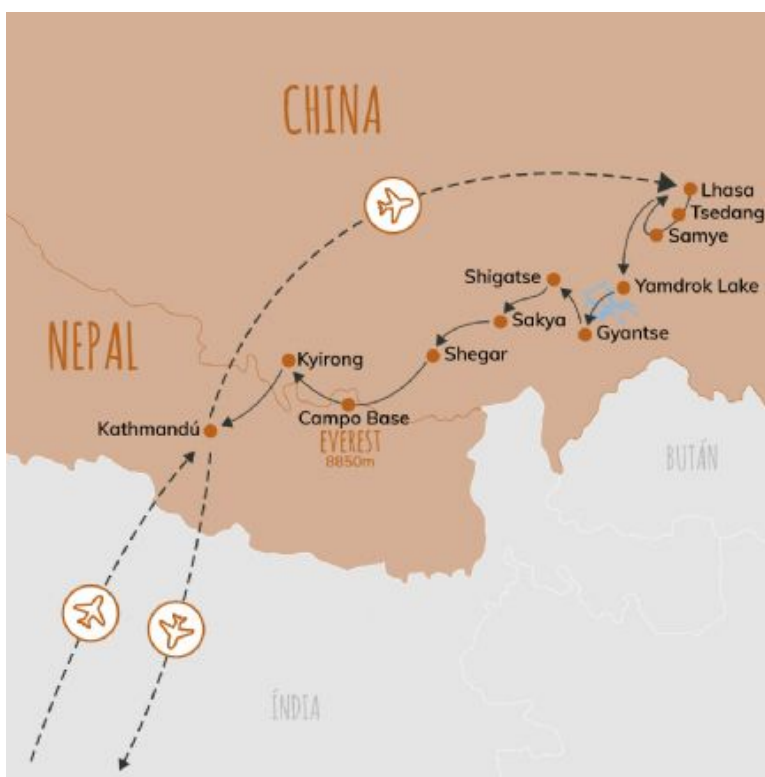 CHINA
Lhasa
Tsedang
Samye
Shigatse
Yamdrok Lake
Sakya
Gyantse
NEPAL
Shegar
Kyirong
Campo Base
Kathmandú
EVEREST
8850m
BUTÁN
ÍNDIA